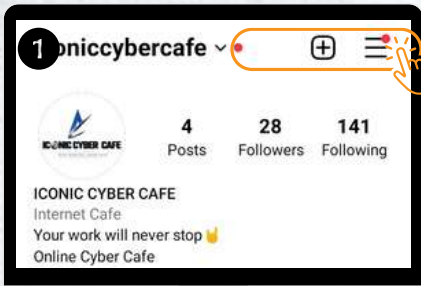 1
oniccybercafe
ICONIC CYBER CAFE
4 28 141
Posts Followers Following
ICONIC CYBER CAFE
Internet Cafe
Your work will never stop🤘
Online Cyber Cafe